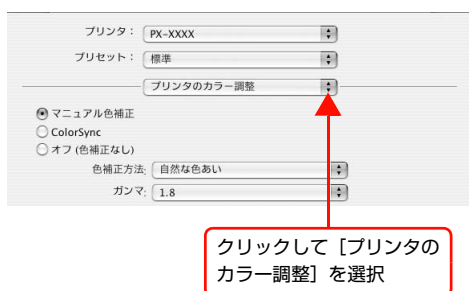 プリンタ： PX-XXXX
プリセット： 標準
プリンタのカラー調整
マニュアル色補正
ColorSync
オフ (色補正なし)
色補正方法: 自然な色あい
ガンマ: 1.8
クリックして［プリンタの
カラー調整］を選択